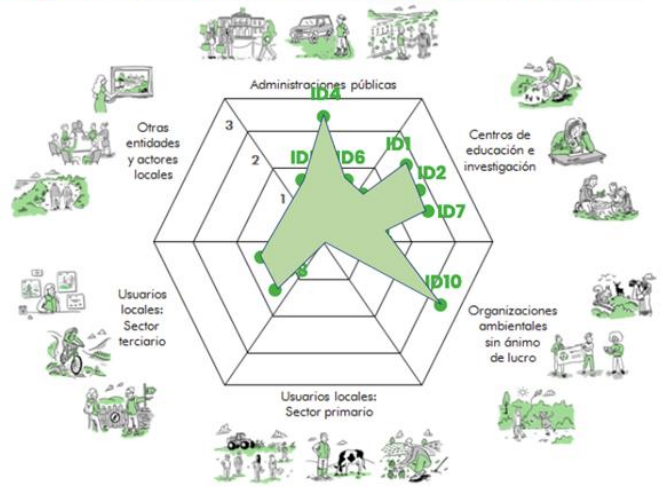 Administraciones públicas
ID4
3
Otras
entidades
y actores
locales
2
ID6
ID1
Centros de
educación e
investigación
ID2
1
ID7
ID10
Usuarios
locales:
Sector
terciario
Organizaciones
ambientales
sin ánimo
de lucro
Usuarios locales:
Sector primario